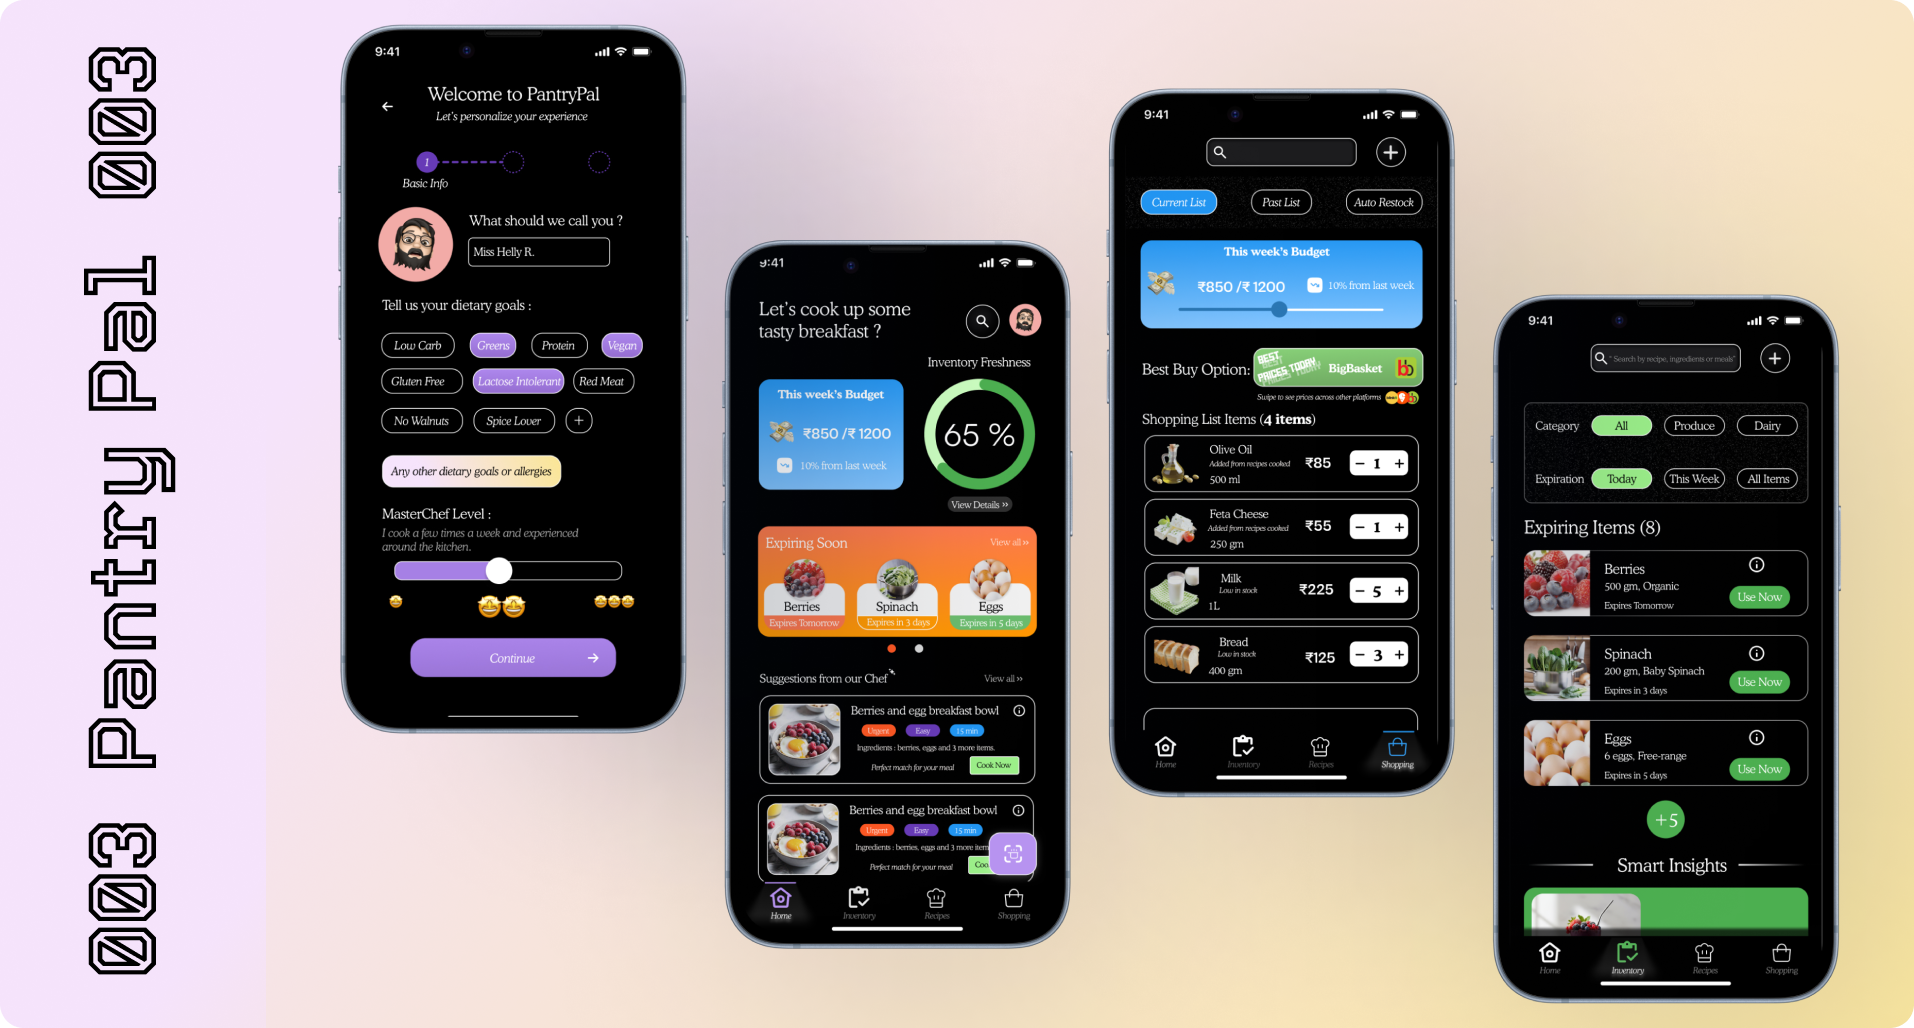 003 Pantry Pal 003
9:41
Welcome to PantryPal
Let's personalize your experience
1
Basic Info
What should we call you ?
Miss Helly R.
Tell us your dietary goals :
Low Carb Greens Protein Vegan
Gluten Free Lactose Intolerant Red Meat
No Walnuts Spice Lover +
Any other dietary goals or allergies
MasterChef Level :
I cook a few times a week and experienced
around the kitchen.
Continue
9:41
Let's cook up some
tasty breakfast ?
Inventory Freshness
This week's Budget
₹850 /₹ 1200
10% from last week
65 %
View Details »
Expiring Soon View all »
Berries Spinach Eggs
Expires Tomorrow Expires in 3 days Expires in 5 days
Suggestions from our Chef View all »
Berries and egg breakfast bowl
Urgent Easy 15 min
Ingredients : berries, eggs and 3 more items.
Perfect match for your meal Cook Now
Berries and egg breakfast bowl
Urgent Easy 15 min
Ingredients : berries, eggs and 3 more item
Perfect match for your meal Coo
Home Inventory Recipes Shopping
9:41
+
Current List Past List Auto Restock
This week's Budget
₹850 /₹ 1200 10% from last week
Best Buy Option: BEST PRICES TODAY BigBasket bb
Swipe to see prices across other platforms
Shopping List Items (4 items)
Olive Oil
Added from recipes cooked ₹85 − 1 +
500 ml
Feta Cheese
Added from recipes cooked ₹55 − 1 +
250 gm
Milk
Low in stock ₹225 − 5 +
1L
Bread
Low in stock ₹125 − 3 +
400 gm
Home Inventory Recipes Shopping
9:41
" Search by recipe, ingredients or meals" +
Category All Produce Dairy
Expiration Today This Week All Items
Expiring Items (8)
Berries
500 gm, Organic
Expires Tomorrow Use Now
Spinach
200 gm, Baby Spinach
Expires in 3 days Use Now
Eggs
6 eggs, Free-range
Expires in 5 days Use Now
+5
Smart Insights
Home Inventory Recipes Shopping